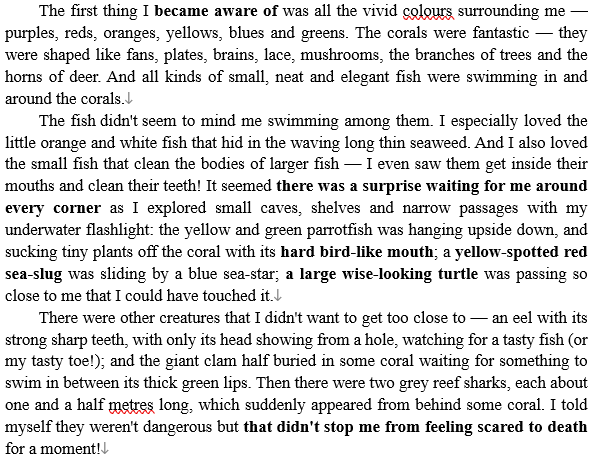 The first thing I became aware of was all the vivid colours surrounding me —
purples, reds, oranges, yellows, blues and greens. The corals were fantastic — they
were shaped like fans, plates, brains, lace, mushrooms, the branches of trees and the
horns of deer. And all kinds of small, neat and elegant fish were swimming in and
around the corals.↓
The fish didn't seem to mind me swimming among them. I especially loved the
little orange and white fish that hid in the waving long thin seaweed. And I also loved
the small fish that clean the bodies of larger fish — I even saw them get inside their
mouths and clean their teeth! It seemed there was a surprise waiting for me around
every corner as I explored small caves, shelves and narrow passages with my
underwater flashlight: the yellow and green parrotfish was hanging upside down, and
sucking tiny plants off the coral with its hard bird-like mouth; a yellow-spotted red
sea-slug was sliding by a blue sea-star; a large wise-looking turtle was passing so
close to me that I could have touched it.↓
There were other creatures that I didn't want to get too close to — an eel with its
strong sharp teeth, with only its head showing from a hole, watching for a tasty fish (or
my tasty toe!); and the giant clam half buried in some coral waiting for something to
swim in between its thick green lips. Then there were two grey reef sharks, each about
one and a half metres long, which suddenly appeared from behind some coral. I told
myself they weren't dangerous but that didn't stop me from feeling scared to death
for a moment!↓